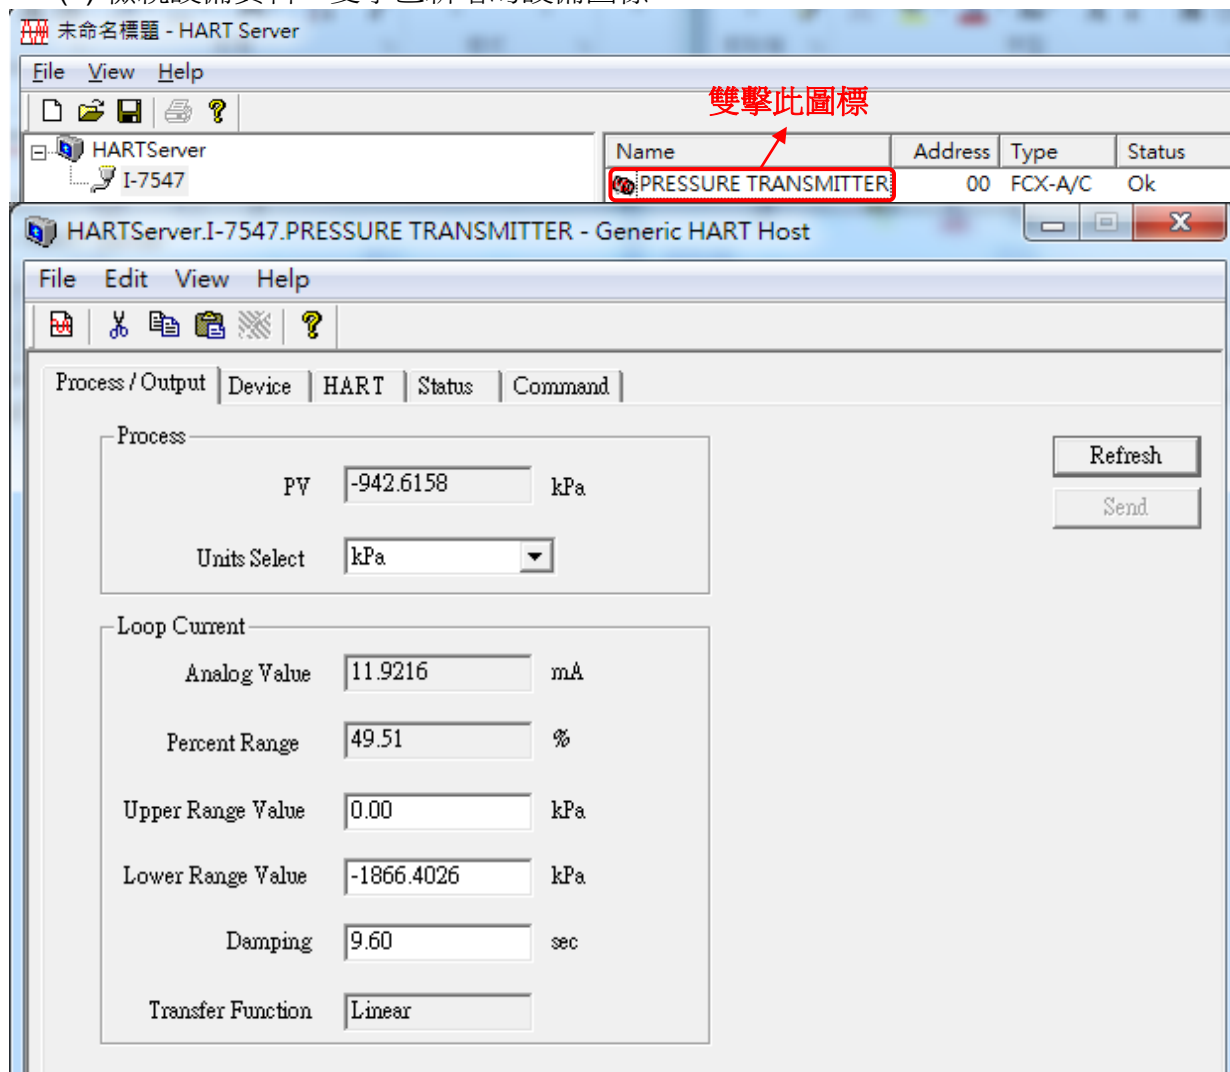 未命名標題 - HART Server
File View Help
雙擊此圖標
HARTServer
I-7547
Name Address Type Status
PRESSURE TRANSMITTER 00 FCX-A/C Ok
HARTServer.I-7547.PRESSURE TRANSMITTER - Generic HART Host
File Edit View Help
Process / Output Device HART Status Command
Process
PV -942.6158 kPa
Refresh
Send
Units Select kPa
Loop Current
Analog Value 11.9216 mA
Percent Range 49.51 %
Upper Range Value 0.00 kPa
Lower Range Value -1866.4026 kPa
Damping 9.60 sec
Transfer Function Linear